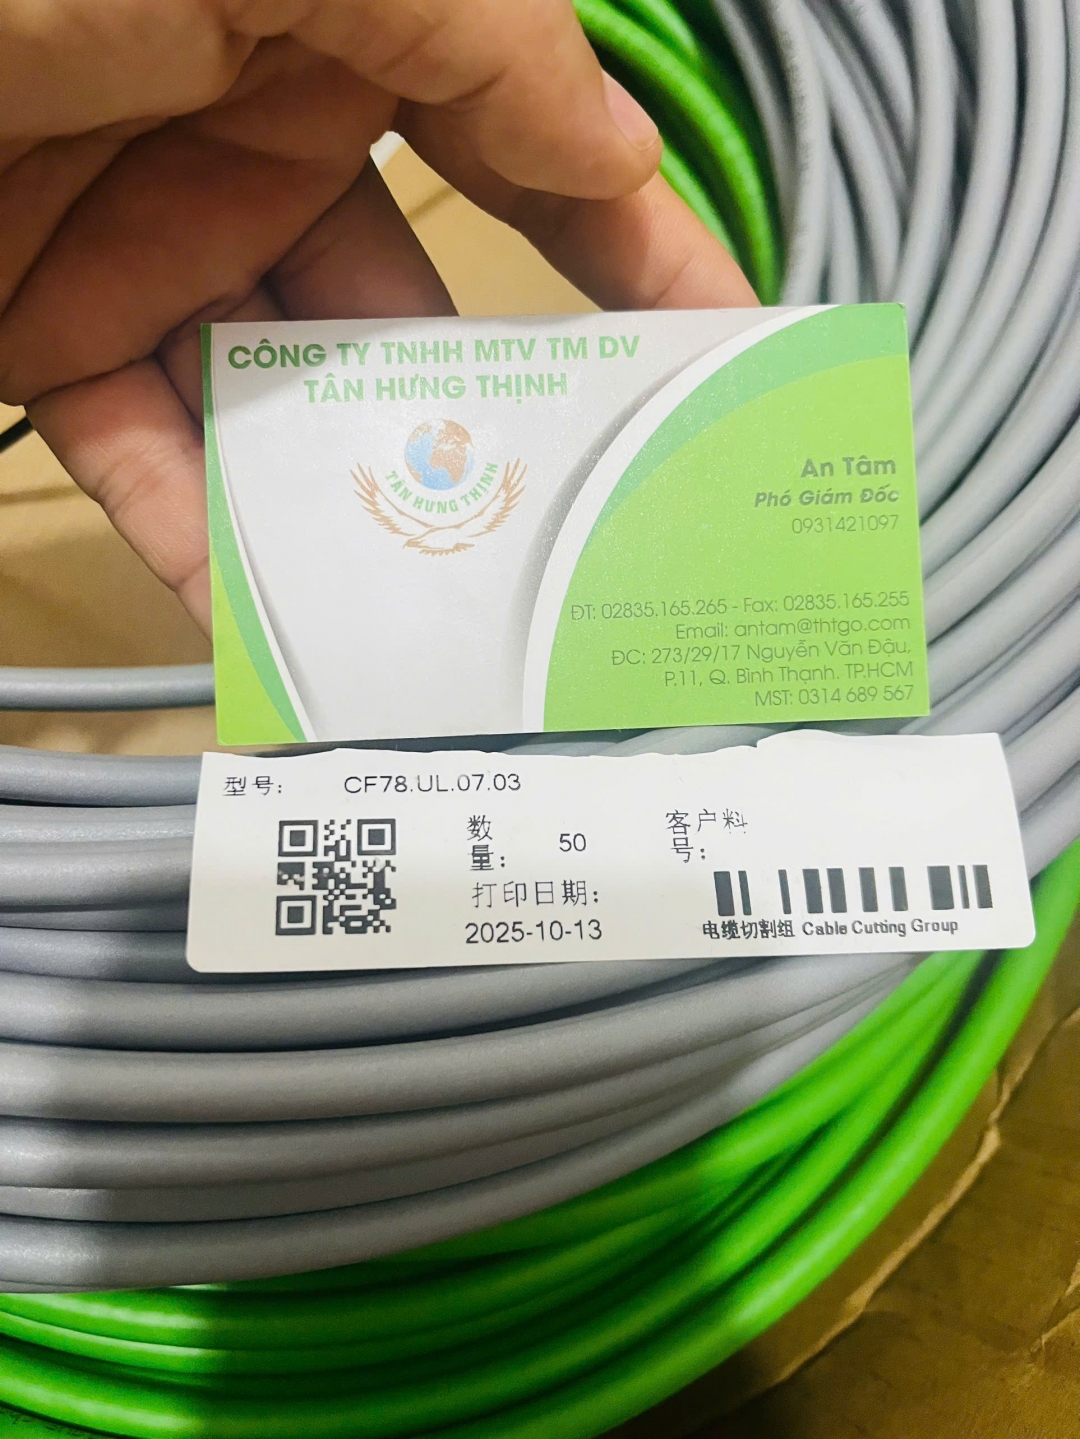 CÔNG TY TNHH MTV TM DV
TÂN HƯNG THỊNH
TÂN HƯNG THỊNH
An Tâm
Phó Giám Đốc
0931421097
ĐT: 02835.165.265 - Fax: 02835.165.255
Email: antam@thtgo.com
ĐC: 273/29/17 Nguyễn Văn Đậu,
P.11, Q. Bình Thạnh. TP.HCM
MST: 0314 689 567
型号: CF78.UL.07.03
数
量: 50
客户料
号:
打印日期:
2025-10-13
电缆切割组 Cable Cutting Group